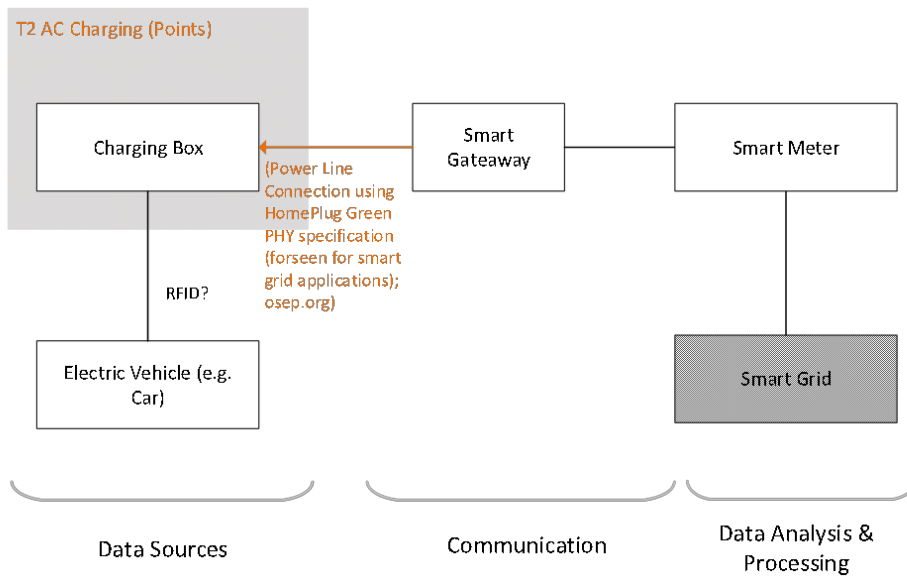 T2 AC Charging (Points)
Charging Box
Smart
Gateaway
Smart Meter
(Power Line
Connection using
HomePlug Green
PHY specification
(forseen for smart
grid applications);
osep.org)
RFID?
Electric Vehicle (e.g.
Car)
Smart Grid
Data Sources
Communication
Data Analysis &
Processing